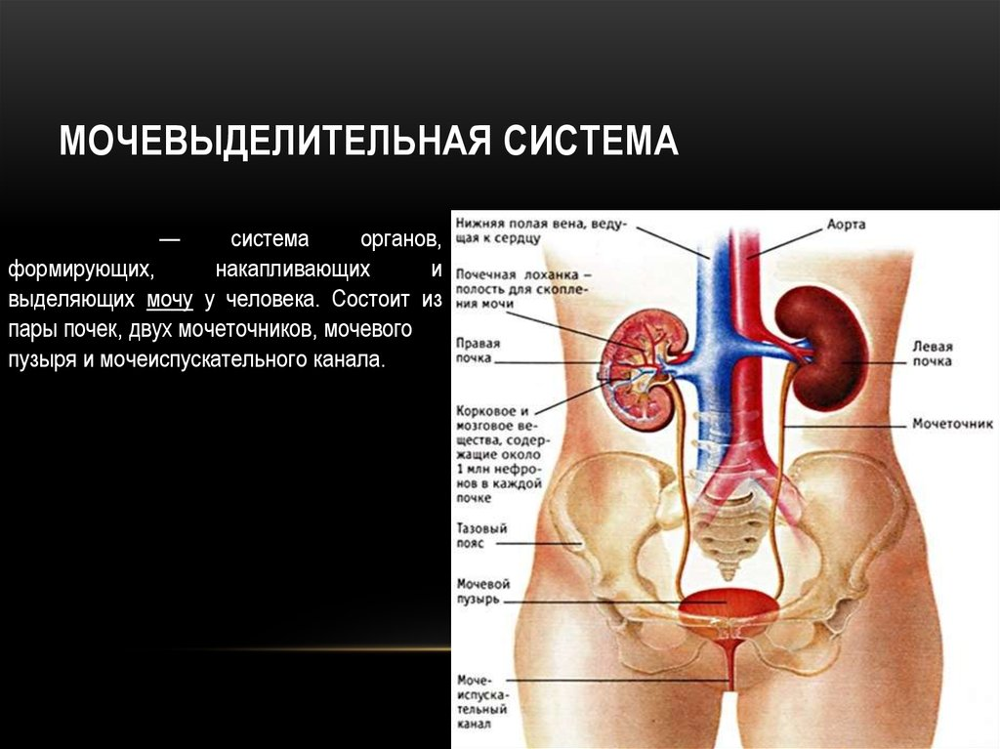 МОЧЕВЫДЕЛИТЕЛЬНАЯ СИСТЕМА
— система органов,
формирующих, накапливающих и
выделяющих мочу у человека. Состоит из
пары почек, двух мочеточников, мочевого
пузыря и мочеиспускательного канала.
Нижняя полая вена, веду-
щая к сердцу
Почечная лоханка –
полость для скопле-
ния мочи
Правая
почка
Корковое и
мозговое ве-
щества, содер-
жащие около
1 млн нефро-
нов в каждой
почке
Тазовый
пояс
Мочевой
пузырь
Моче-
испуска-
тельный
канал
Аорта
Левая
почка
Мочеточник